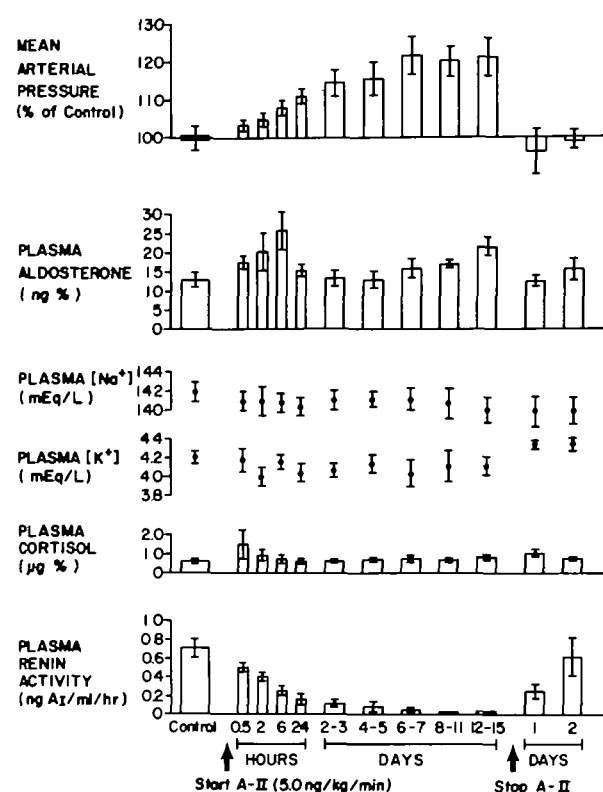 MEAN
ARTERIAL
PRESSURE
(% of Control)
130
120
110
100
PLASMA
ALDOSTERONE
(ng %)
30
25
20
15
10
5
0
PLASMA [Na+]
(mEq/L)
144
142
140
PLASMA [K+]
(mEq/L)
4.4
4.2
4.0
3.8
PLASMA
CORTISOL
(µg %)
2.0
1.0
0
PLASMA
RENIN
ACTIVITY
(ng AI/ml/hr)
1.0
0.8
0.6
0.4
0.2
0
Control 0.5 2 6 24 2-3 4-5 6-7 8-11 12-15 1 2
HOURS DAYS DAYS
Start A-II (5.0 ng/kg/min) Stop A-II